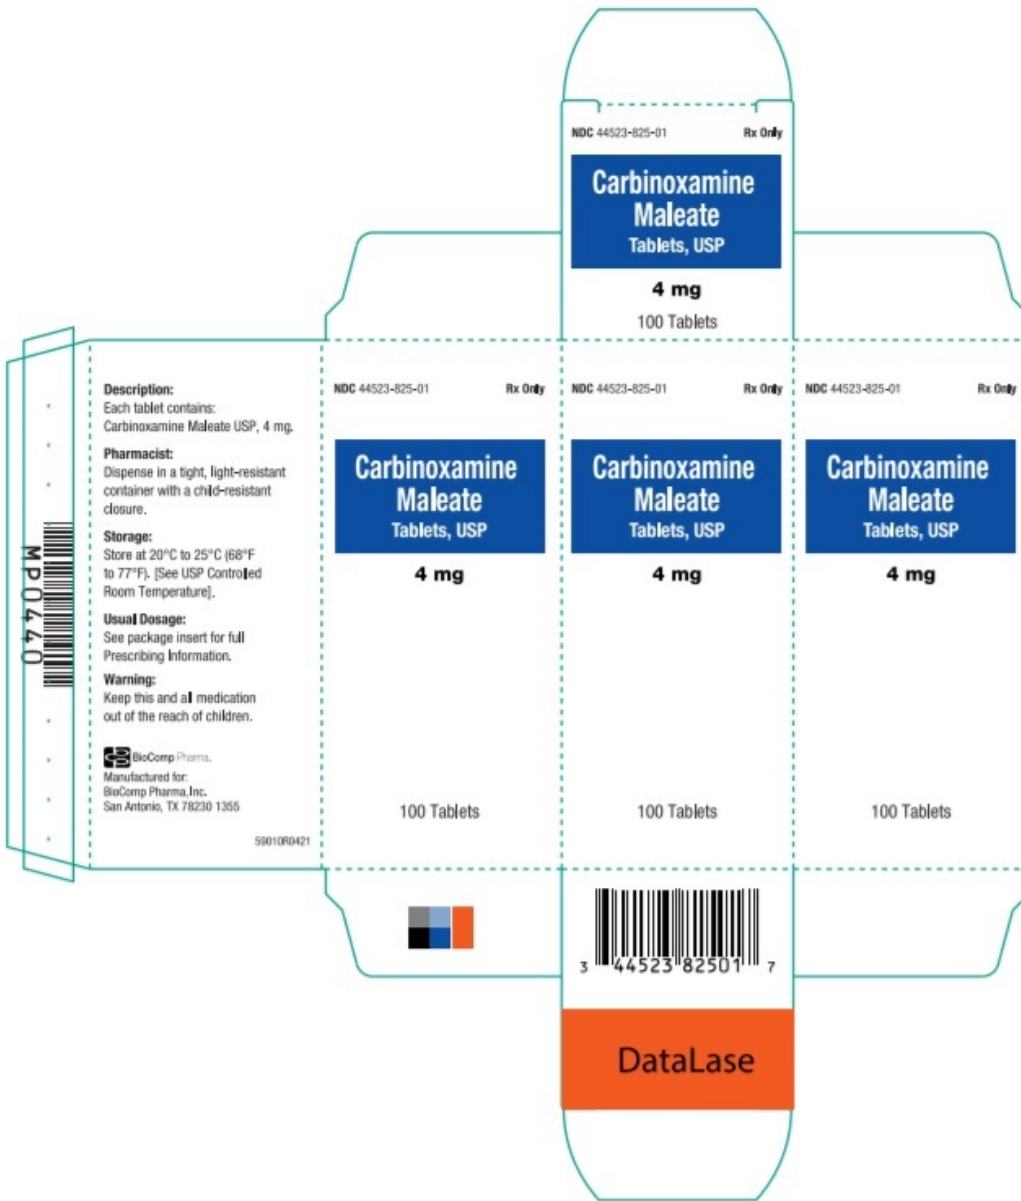 NDC 44523-825-01 Rx Only
Carbinoxamine
Maleate
Tablets, USP
4 mg
100 Tablets
MP0440
Description:
Each tablet contains:
Carbinoxamine Maleate USP, 4 mg.
Pharmacist:
Dispense in a tight, light-resistant
container with a child-resistant
closure.
Storage:
Store at 20°C to 25°C (68°F
to 77°F). [See USP Controlled
Room Temperature].
Usual Dosage:
See package insert for full
Prescribing Information.
Warning:
Keep this and all medication
out of the reach of children.
BioComp Pharma.
Manufactured for:
BioComp Pharma,Inc.
San Antonio, TX 78230 1355
59010R0421
NDC 44523-825-01 Rx Only
Carbinoxamine
Maleate
Tablets, USP
4 mg
100 Tablets
NDC 44523-825-01 Rx Only
Carbinoxamine
Maleate
Tablets, USP
4 mg
100 Tablets
NDC 44523-825-01 Rx Only
Carbinoxamine
Maleate
Tablets, USP
4 mg
100 Tablets
3 44523 82501 7
DataLase